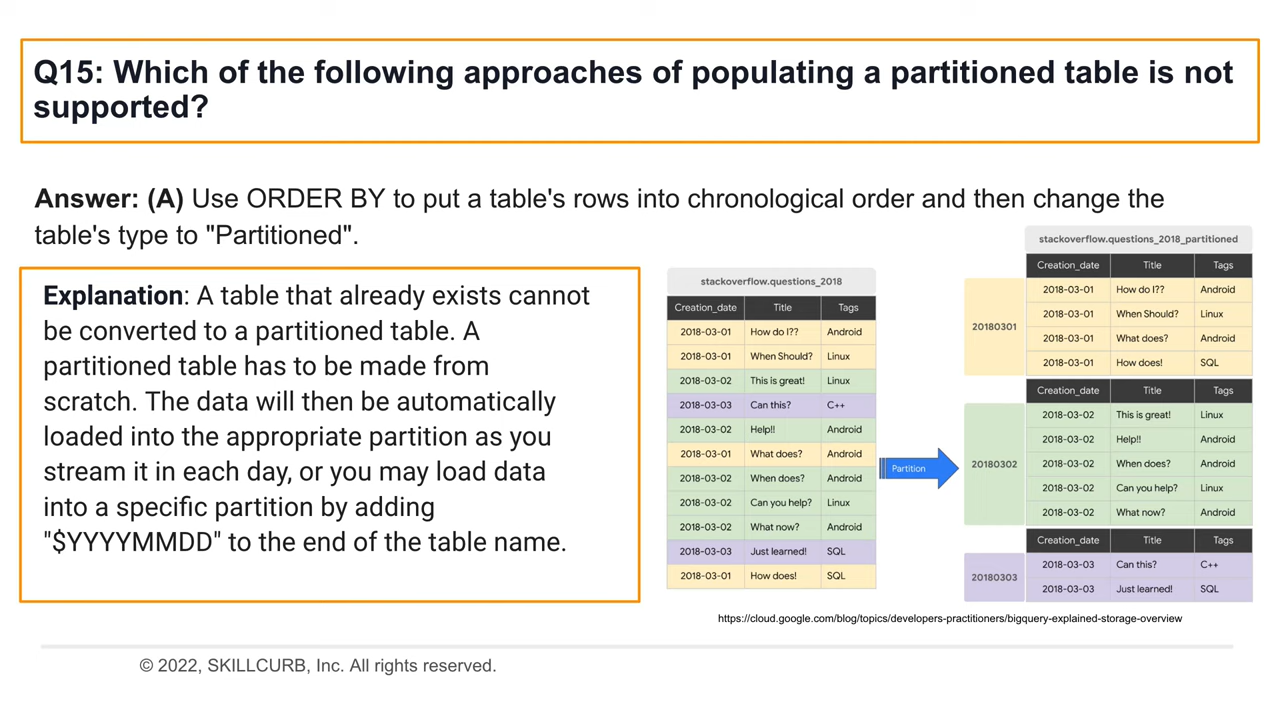 Q15: Which of the following approaches of populating a partitioned table is not
supported?
Answer: (A) Use ORDER BY to put a table's rows into chronological order and then change the
table's type to "Partitioned".
Explanation: A table that already exists cannot
be converted to a partitioned table. A
partitioned table has to be made from
scratch. The data will then be automatically
loaded into the appropriate partition as you
stream it in each day, or you may load data
into a specific partition by adding
"$YYYYMMDD" to the end of the table name.
stackoverflow.questions_2018
Creation_date Title Tags
2018-03-01 How do I?? Android
2018-03-01 When Should? Linux
2018-03-02 This is great! Linux
2018-03-03 Can this? C++
2018-03-02 Help!! Android
2018-03-01 What does? Android
2018-03-02 When does? Android
2018-03-02 Can you help? Linux
2018-03-02 What now? Android
2018-03-03 Just learned! SQL
2018-03-01 How does! SQL
Partition
stackoverflow.questions_2018_partitioned
Creation_date Title Tags
20180301
2018-03-01 How do I?? Android
2018-03-01 When Should? Linux
2018-03-01 What does? Android
2018-03-01 How does! SQL
Creation_date Title Tags
20180302
2018-03-02 This is great! Linux
2018-03-02 Help!! Android
2018-03-02 When does? Android
2018-03-02 Can you help? Linux
2018-03-02 What now? Android
Creation_date Title Tags
20180303
2018-03-03 Can this? C++
2018-03-03 Just learned! SQL
https://cloud.google.com/blog/topics/developers-practitioners/bigquery-explained-storage-overview
© 2022, SKILLCURB, Inc. All rights reserved.